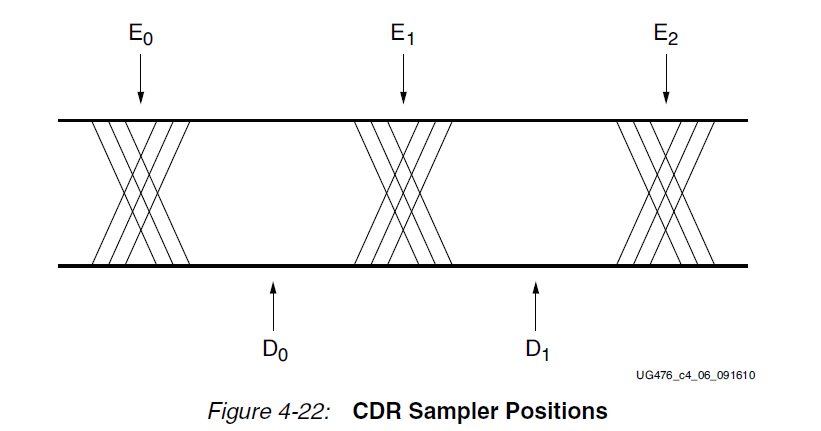 E0 E1 E2
D0 D1
UG476_c4_06_091610
Figure 4-22: CDR Sampler Positions